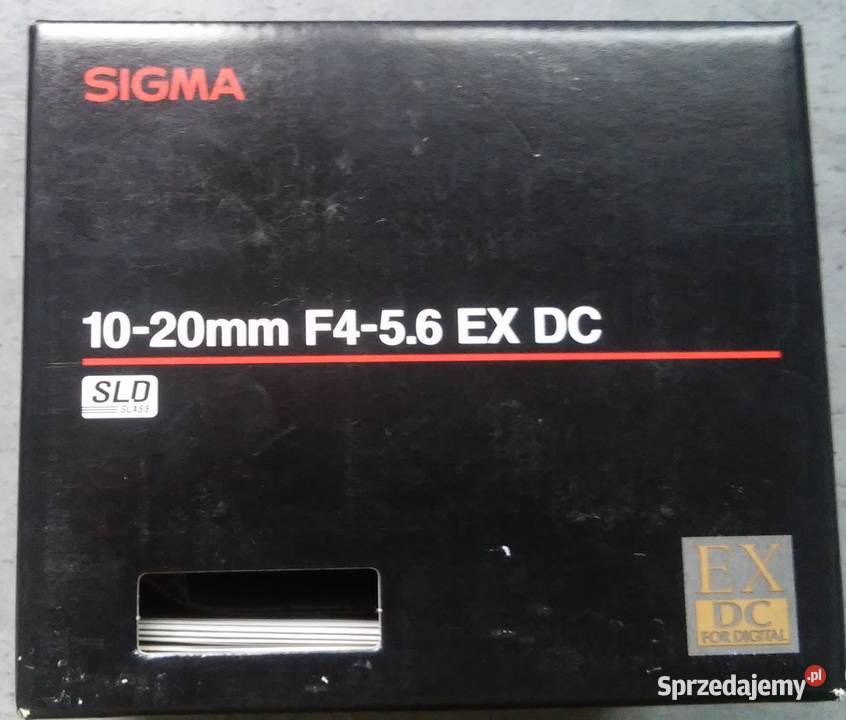 SIGMA
10-20mm F4-5.6 EX DC
SLD
GLASS
EX
DC
FOR DIGITAL
Sprzedajemy.pl